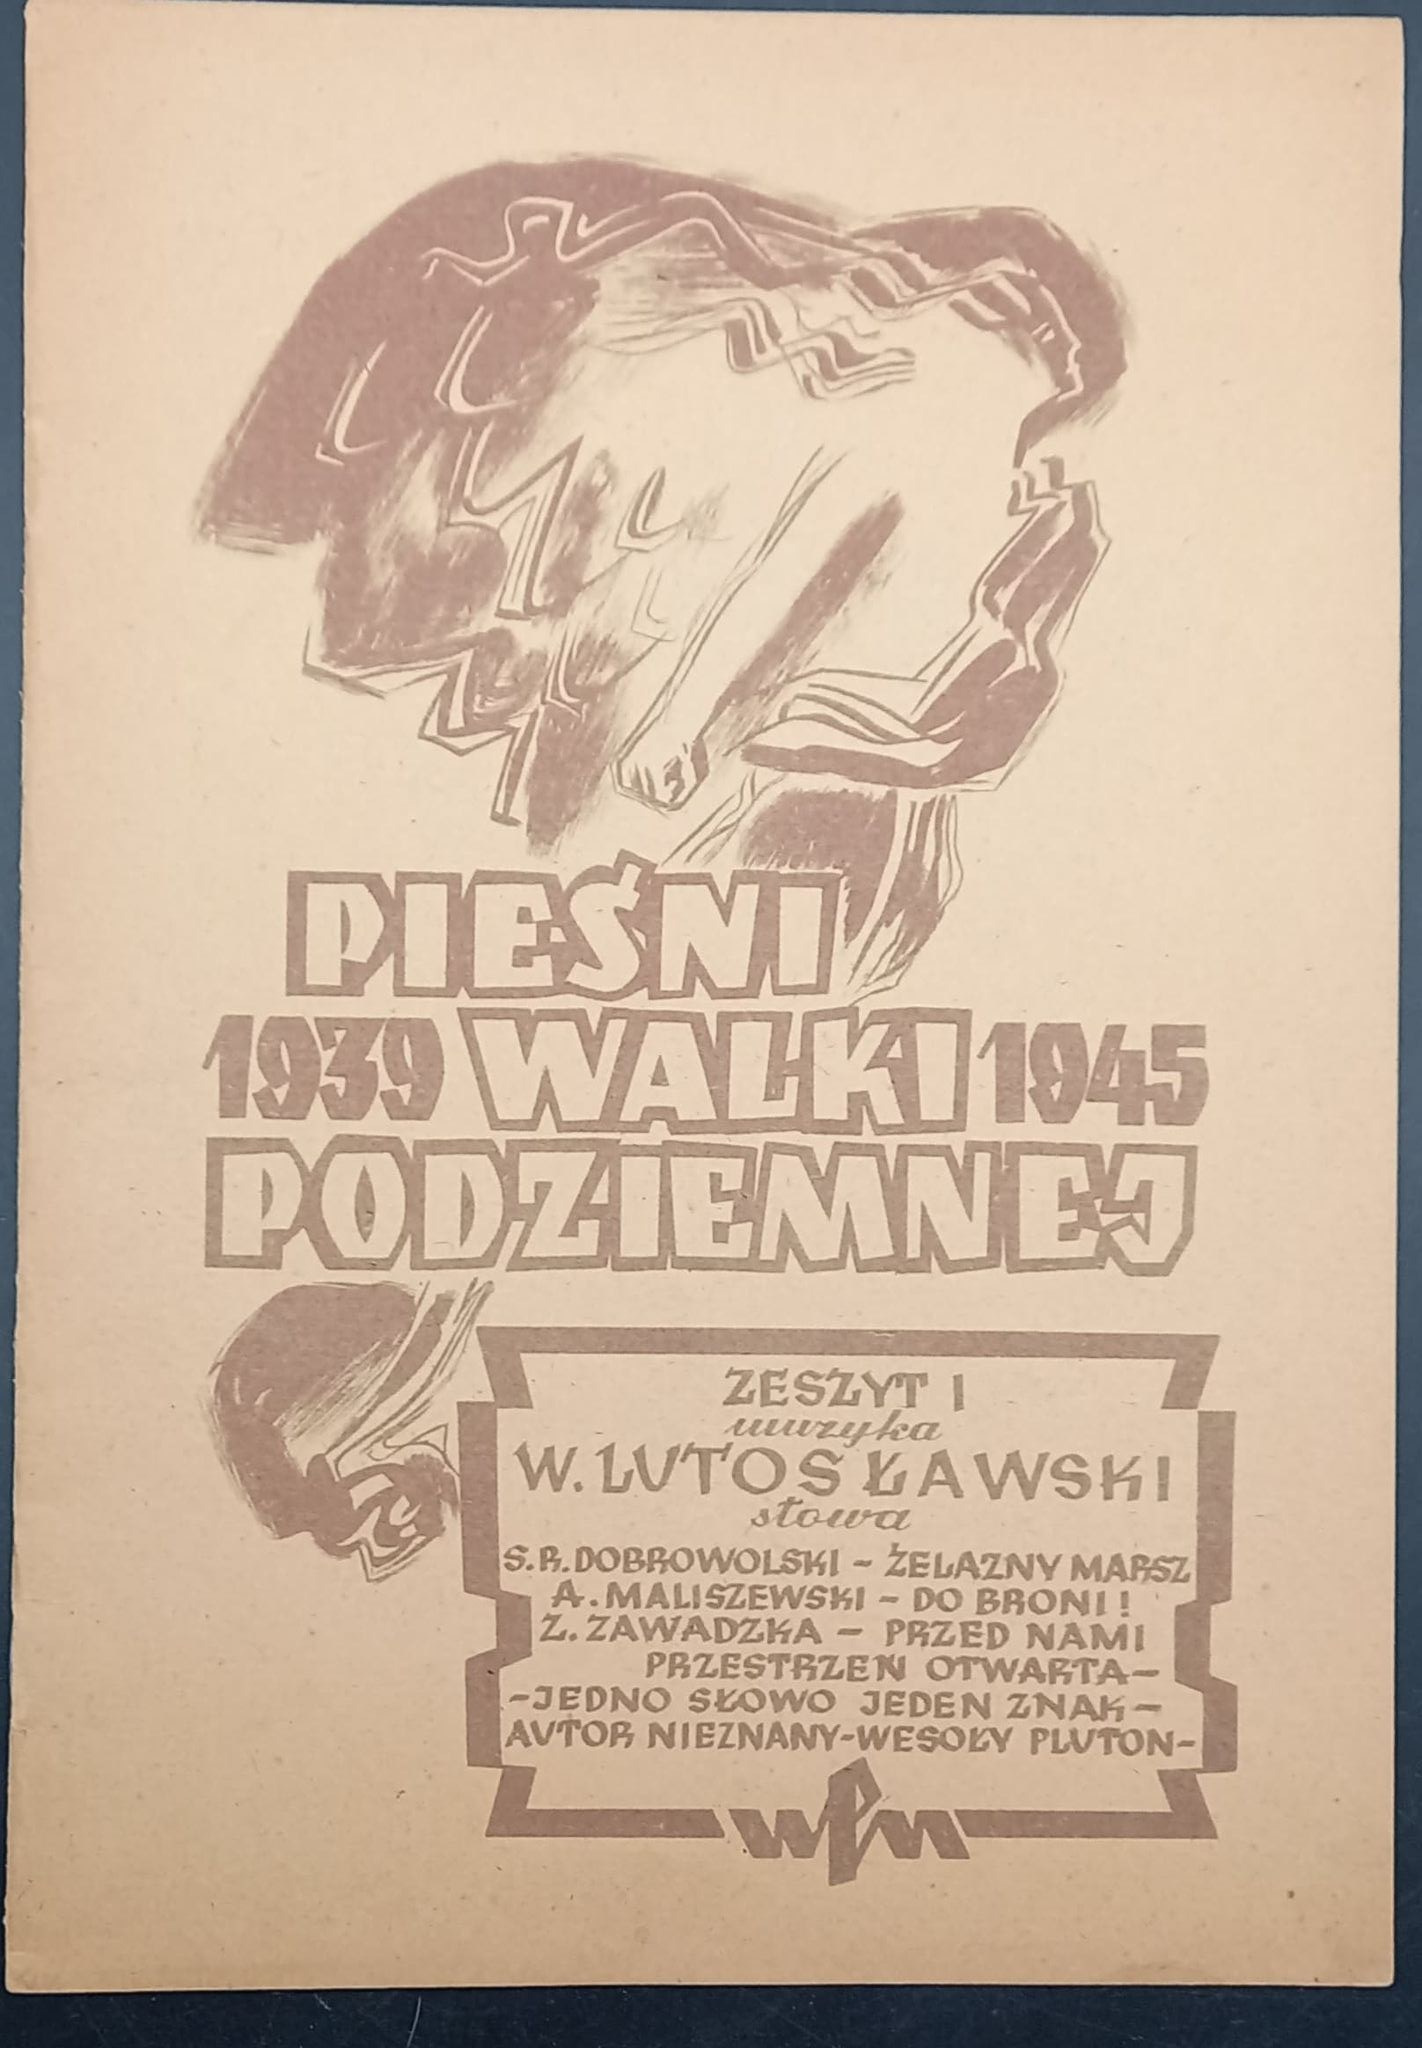 PIEŚNI
1939 WALKI 1945
PODZIEMNEJ
ZESZYT I
muzyka
W. LUTOSŁAWSKI
słowa
S.R. DOBROWOLSKI - ŻELAZNY MARSZ
A. MALISZEWSKI - DO BRONI!
Z. ZAWADZKA - PRZED NAMI
PRZESTRZEŃ OTWARTA-
-JEDNO SŁOWO JEDEN ZNAK-
AUTOR NIEZNANY-WESOŁY PLUTON-
wPm